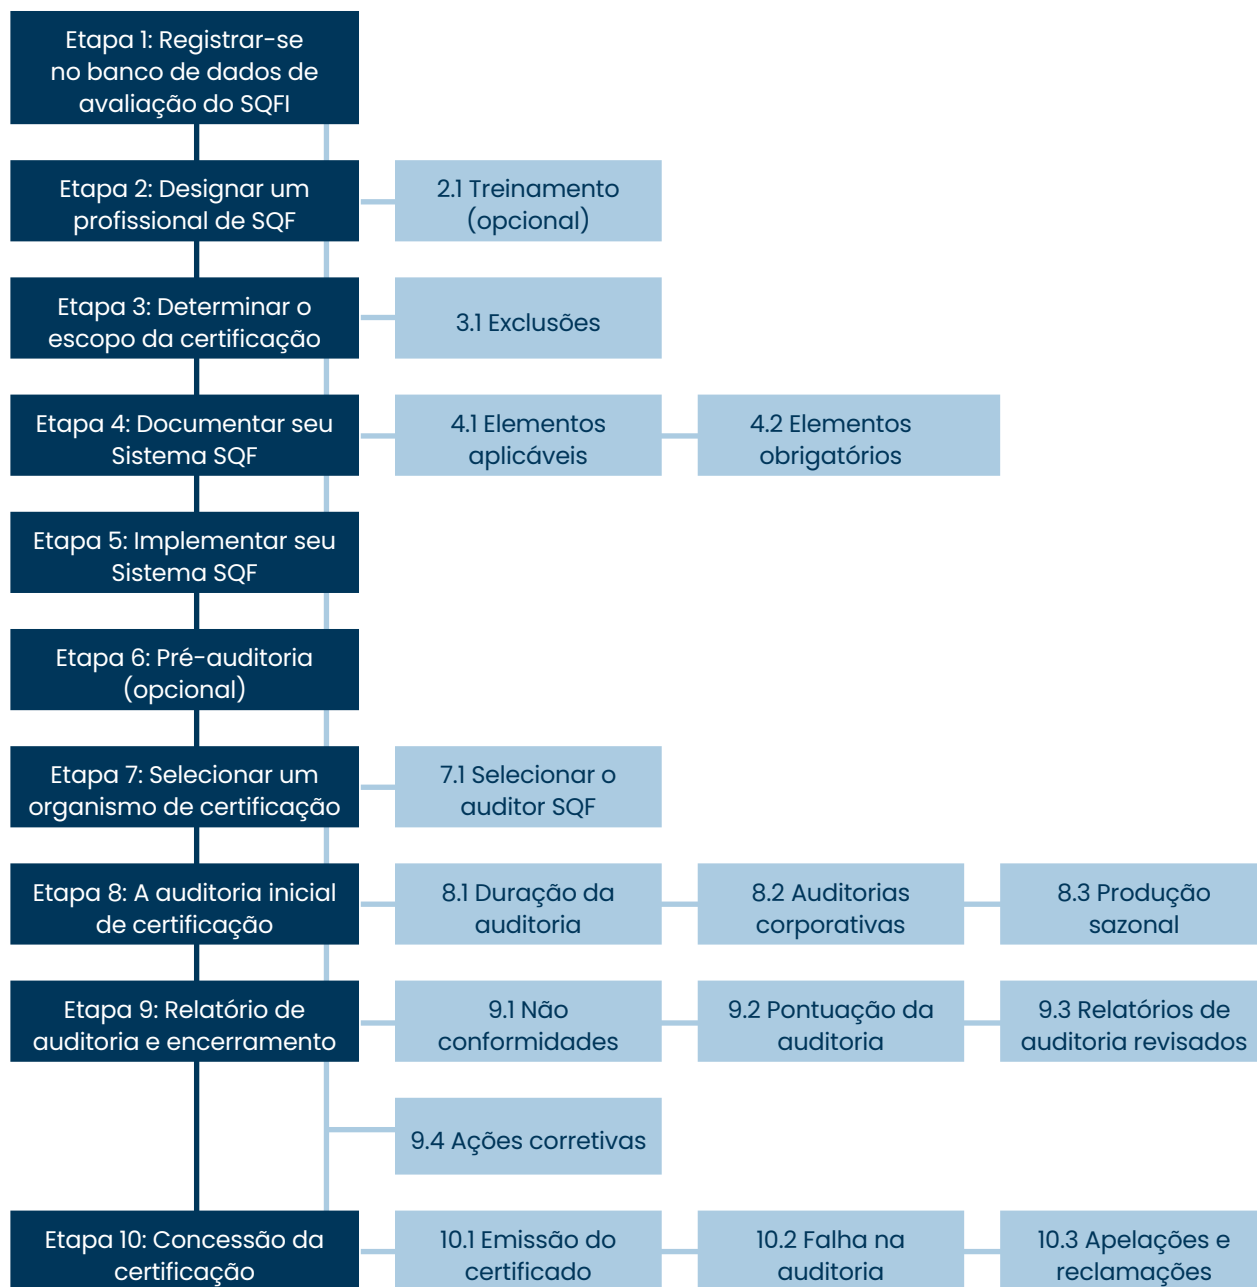 Etapa 1: Registrar-se
no banco de dados de
avaliação do SQFI
Etapa 2: Designar um
profissional de SQF
2.1 Treinamento
(opcional)
Etapa 3: Determinar o
escopo da certificação
3.1 Exclusões
Etapa 4: Documentar seu
Sistema SQF
4.1 Elementos
aplicáveis
4.2 Elementos
obrigatórios
Etapa 5: Implementar seu
Sistema SQF
Etapa 6: Pré-auditoria
(opcional)
Etapa 7: Selecionar um
organismo de certificação
7.1 Selecionar o
auditor SQF
Etapa 8: A auditoria inicial
de certificação
8.1 Duração da
auditoria
8.2 Auditorias
corporativas
8.3 Produção
sazonal
Etapa 9: Relatório de
auditoria e encerramento
9.1 Não
conformidades
9.2 Pontuação da
auditoria
9.3 Relatórios de
auditoria revisados
9.4 Ações corretivas
Etapa 10: Concessão da
certificação
10.1 Emissão do
certificado
10.2 Falha na
auditoria
10.3 Apelações e
reclamações